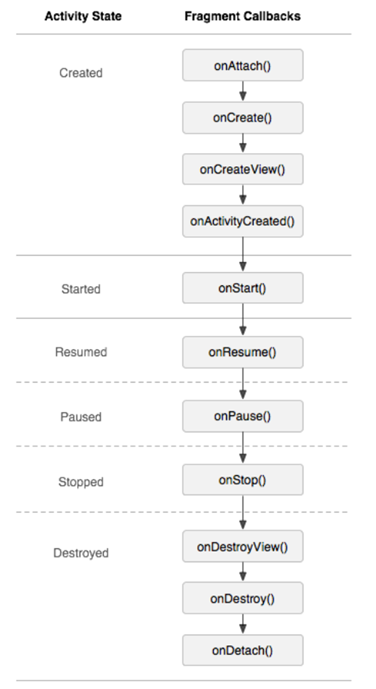 Activity State Fragment Callbacks
Created
onAttach()
onCreate()
onCreateView()
onActivityCreated()
Started
onStart()
Resumed
onResume()
Paused
onPause()
Stopped
onStop()
Destroyed
onDestroyView()
onDestroy()
onDetach()